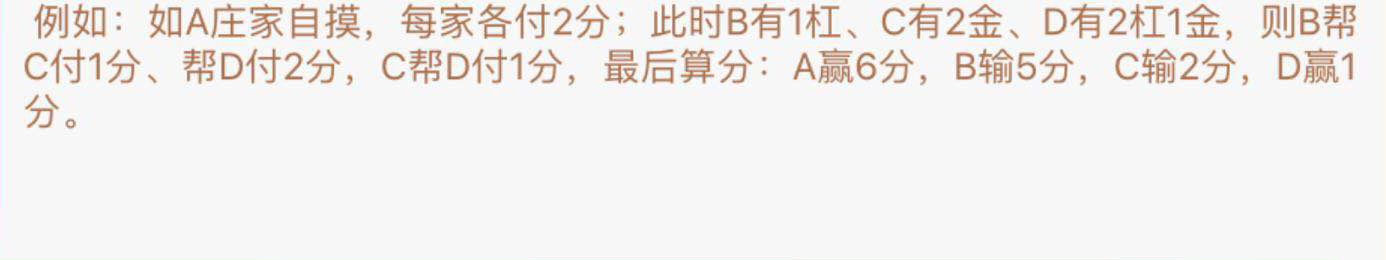 例如：如A庄家自摸，每家各付2分；此时B有1杠、C有2金、D有2杠1金，则B帮
C付1分、帮D付2分，C帮D付1分，最后算分：A赢6分，B输5分，C输2分，D赢1
分。